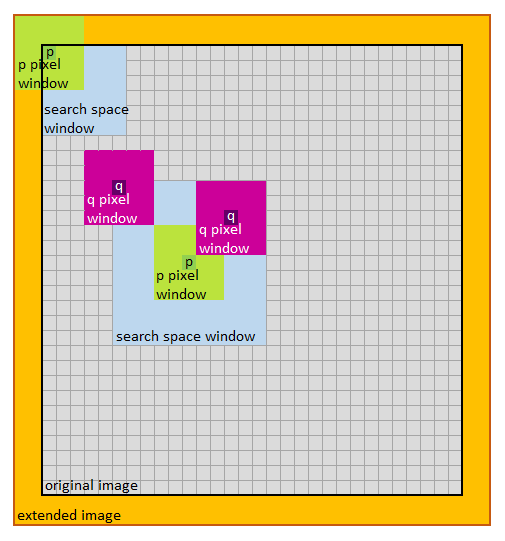 p
p pixel
window
search space
window
q
q pixel
window
q
q pixel
window
p
p pixel
window
search space window
original image
extended image